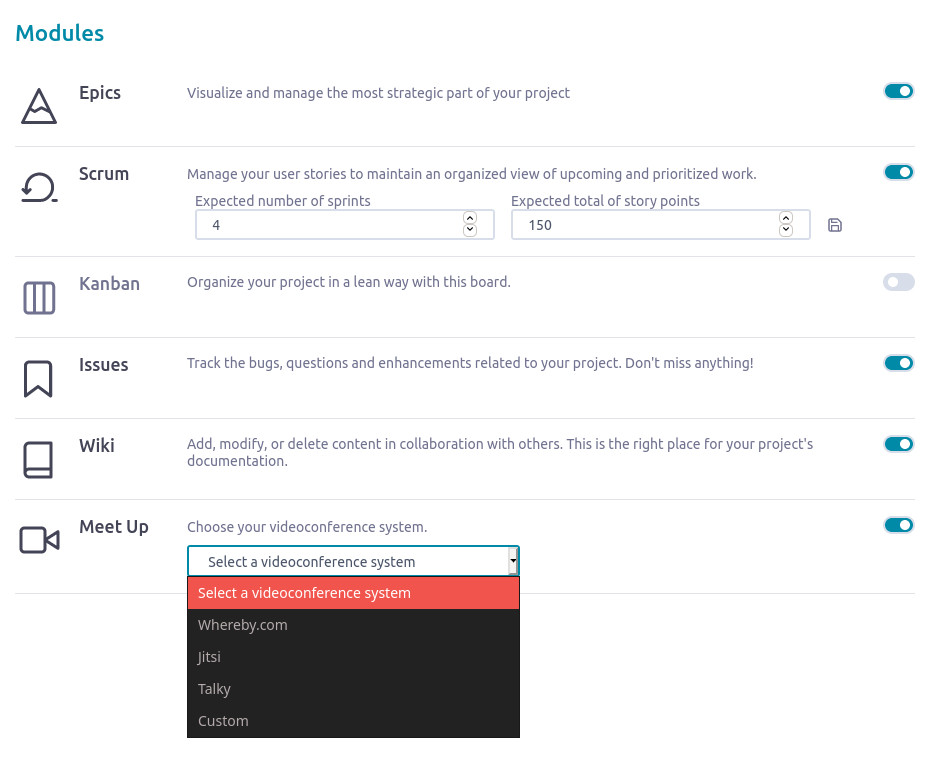 Modules
Epics
Visualize and manage the most strategic part of your project
Scrum
Manage your user stories to maintain an organized view of upcoming and prioritized work.
Expected number of sprints
Expected total of story points
4
150
Kanban
Organize your project in a lean way with this board.
Issues
Track the bugs, questions and enhancements related to your project. Don't miss anything!
Wiki
Add, modify, or delete content in collaboration with others. This is the right place for your project's
documentation.
Meet Up
Choose your videoconference system.
Select a videoconference system
Select a videoconference system
Whereby.com
Jitsi
Talky
Custom